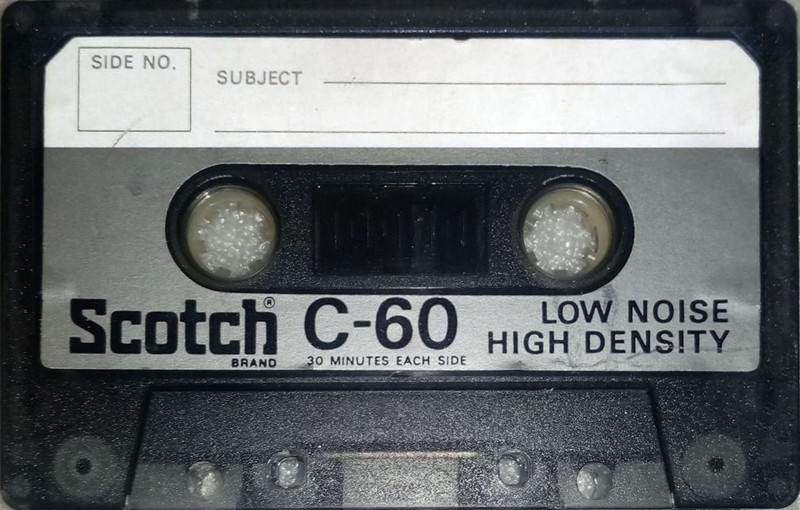 SIDE NO.
SUBJECT
Scotch® C-60 LOW NOISE
HIGH DENSITY
BRAND 30 MINUTES EACH SIDE